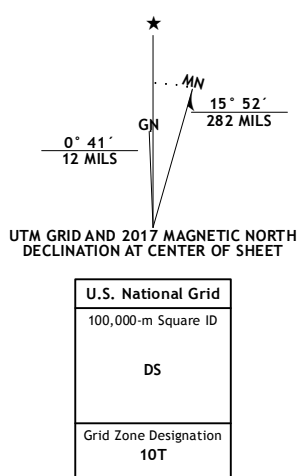 ★
MN
15° 52´
282 MILS
GN
0° 41´
12 MILS
UTM GRID AND 2017 MAGNETIC NORTH
DECLINATION AT CENTER OF SHEET
U.S. National Grid
100,000-m Square ID
DS
Grid Zone Designation
10T